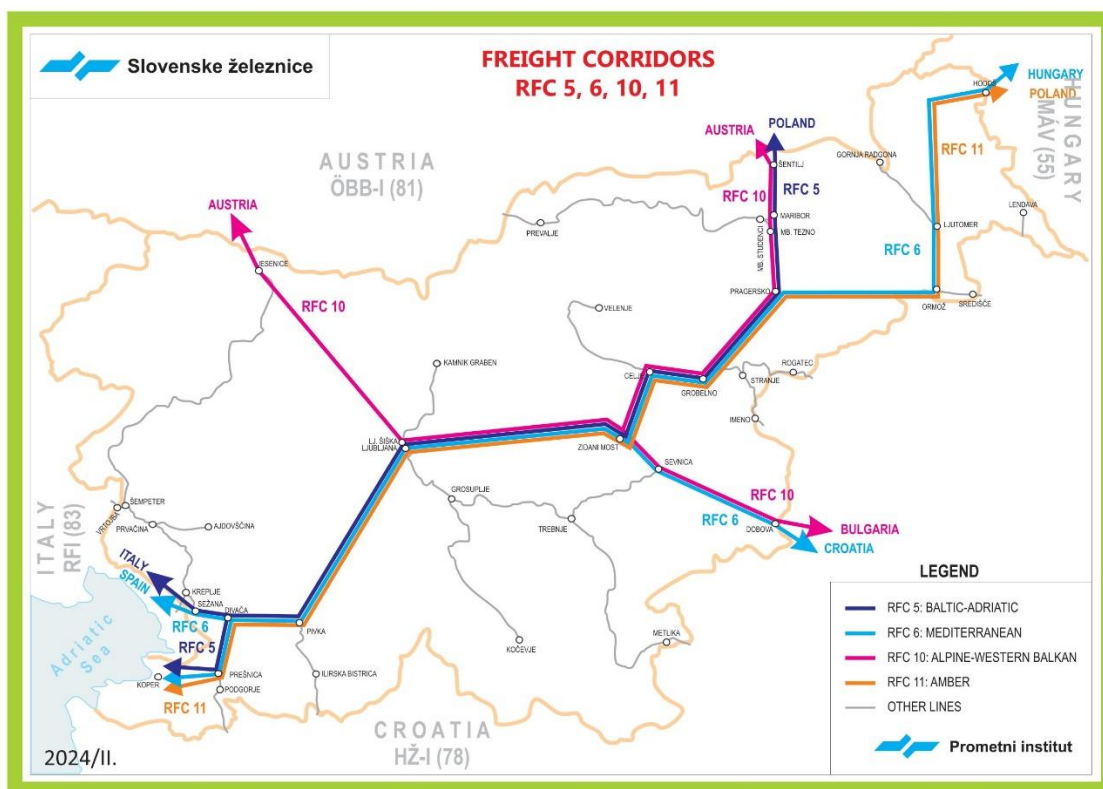 Slovenske železnice
FREIGHT CORRIDORS
RFC 5, 6, 10, 11
HUNGARY
HODOŠ
POLAND
HUNGARY
MÁV (55)
AUSTRIA
POLAND
AUSTRIA
ÖBB-I (81)
GORNJA RADGONA
RFC 11
ŠENTILJ
RFC 10
RFC 5
AUSTRIA
PREVALJE
MARIBOR
MB. STUDENCI
MB. TEZNO
LENDAVA
LJUTOMER
RFC 6
JESENICE
RFC 10
PRAGERSKO
ORMOŽ
SREDIŠČE
VELENJE
KAMNIK GRABEN
CELJE
GROBELNO
ROGATEC
STRANJE
IMENO
LJ. ŠIŠKA
LJUBLJANA
ZIDANI MOST
SEVNICA
GROSUPLJE
RFC 10
RFC 6
DOBOVA
BULGARIA
CROATIA
TREBNJE
ŠEMPETER
VRTOJBA
PRVAČINA
AJDOVŠČINA
ITALY
RFI (83)
ITALY
SPAIN
KREPLJE
SEŽANA
DIVAČA
RFC 6
PIVKA
Adriatic
Sea
RFC 5
KOPER
PREŠNICA
PODGORJE
RFC 11
ILIRSKA BISTRICA
KOČEVJE
METLIKA
CROATIA
HŽ-I (78)
2024/II.
LEGEND
RFC 5: BALTIC-ADRIATIC
RFC 6: MEDITERRANEAN
RFC 10: ALPINE-WESTERN BALKAN
RFC 11: AMBER
OTHER LINES
Prometni institut